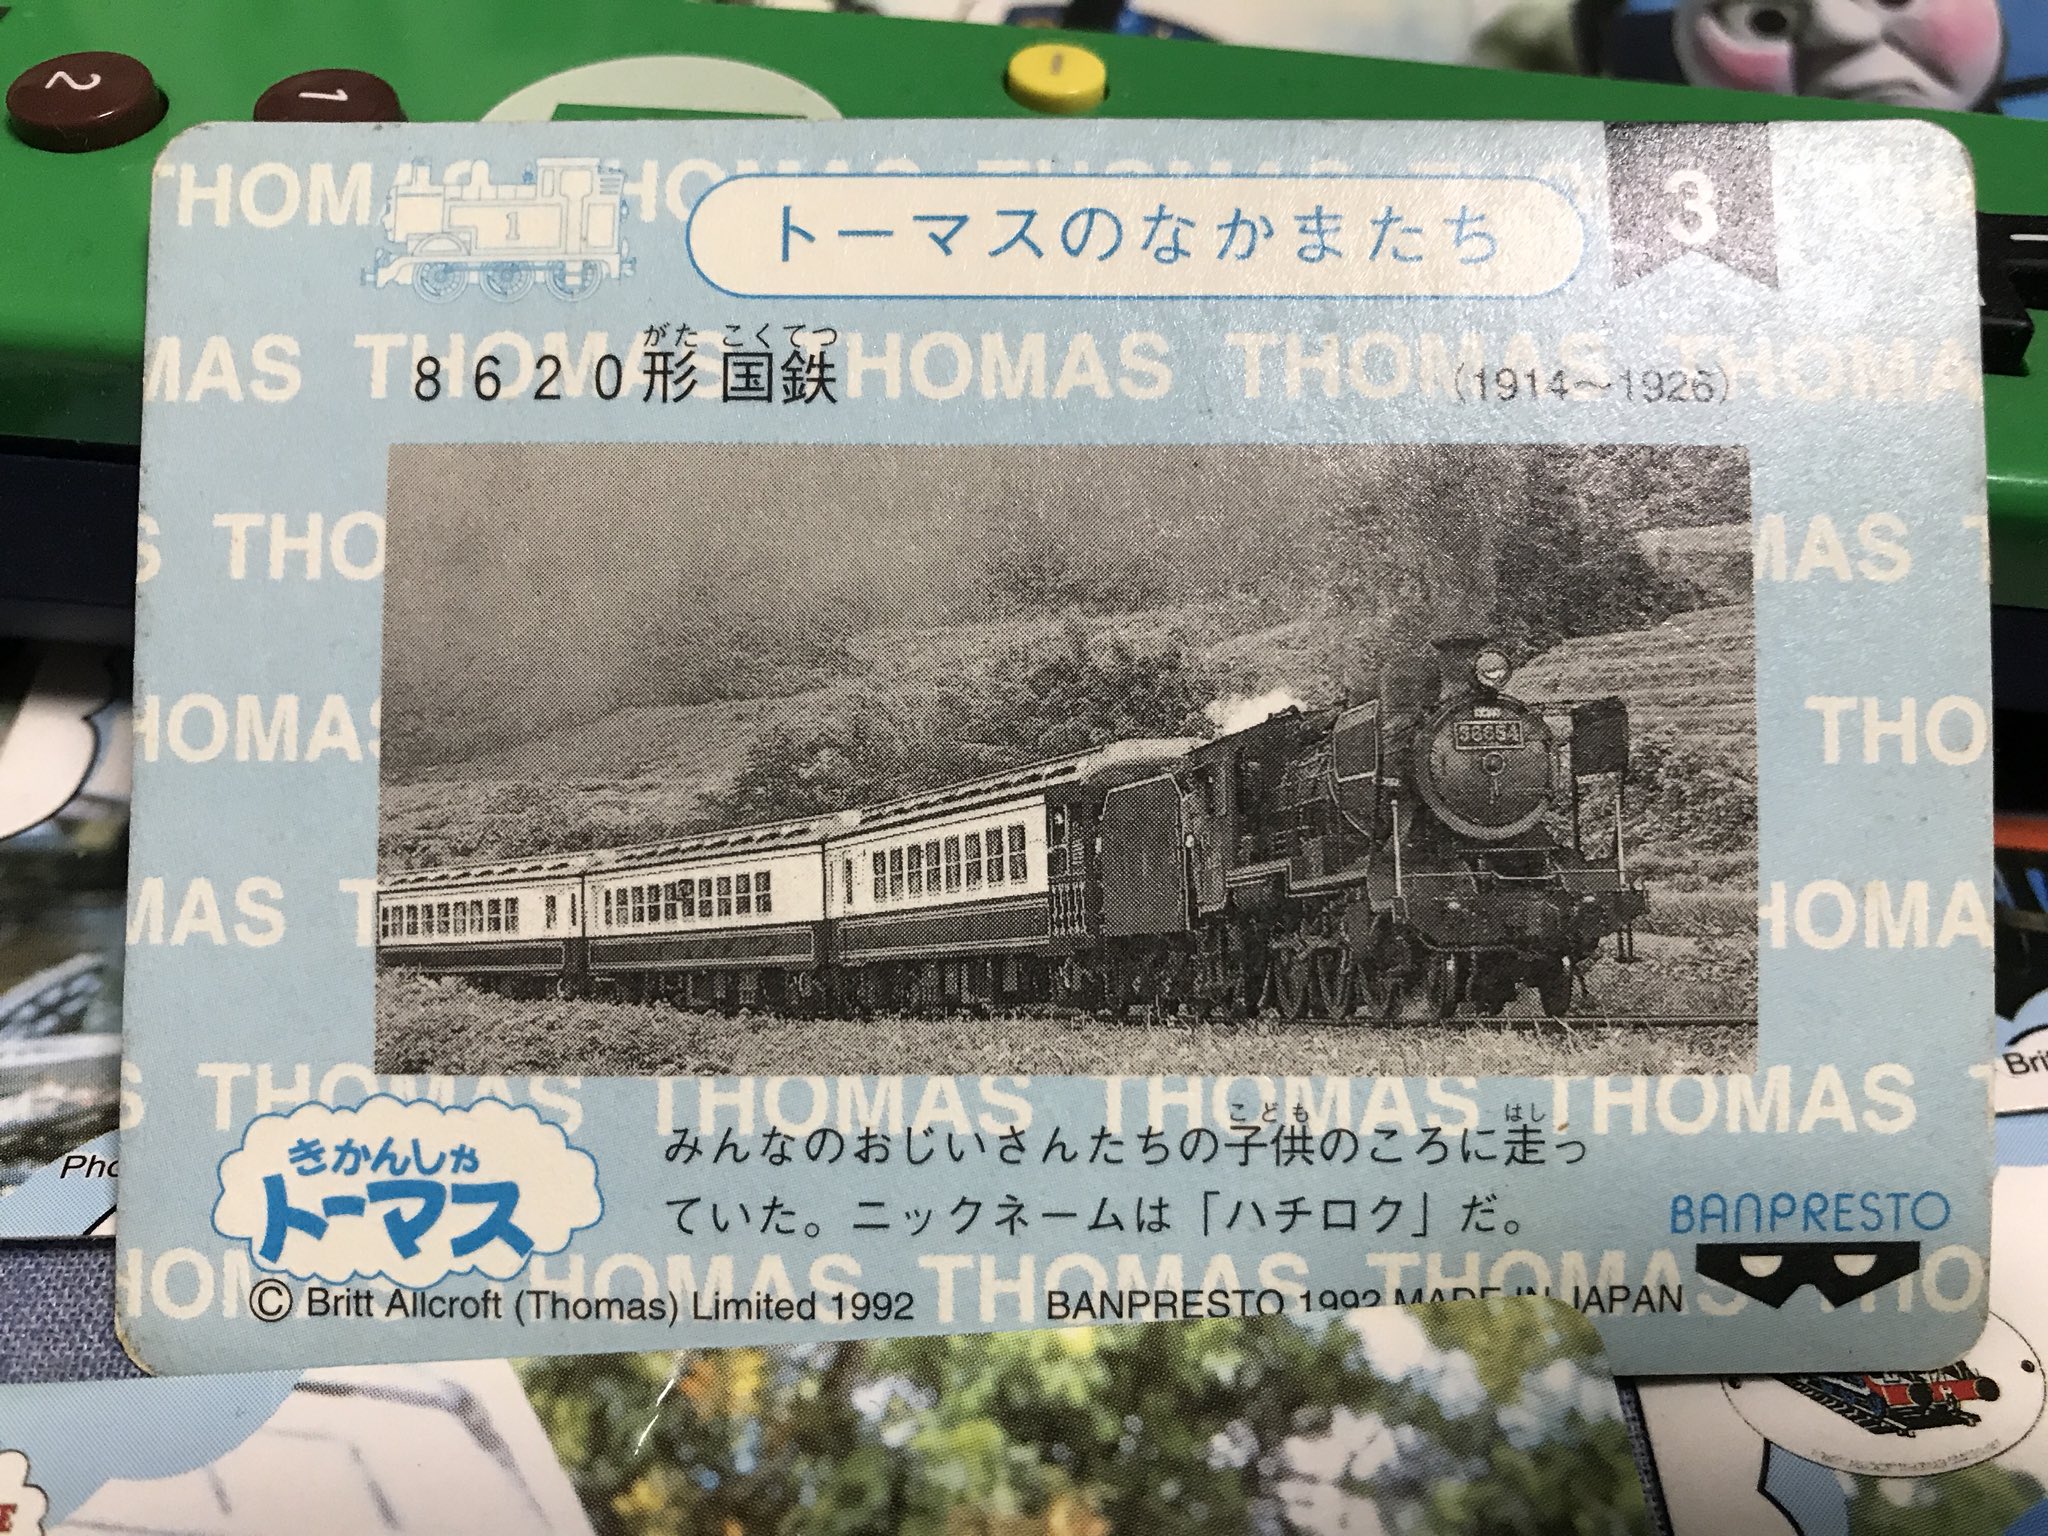 2
1
トーマスのなかまたち
3
1
がた こくてつ
8620形 国鉄
(1914～1926)
THOMAS THOMAS THOMAS
58654
こども はし
みんなのおじいさんたちの子供のころに走っ
ていた。ニックネームは「ハチロク」だ。
きかんしゃ
トーマス
BANPRESTO
© Britt Allcroft (Thomas) Limited 1992
BANPRESTO 1992 MADE IN JAPAN